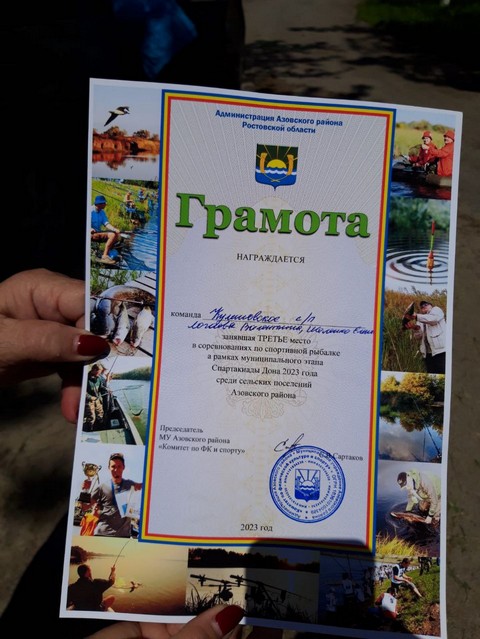 Администрация Азовского района
Ростовской области
Грамота
НАГРАЖДАЕТСЯ
команда Кулешовское с/п
занявшая ТРЕТЬЕ место
в соревнованиях по спортивной рыбалке
в рамках муниципального этапа
Спартакиады Дона 2023 года
среди сельских поселений
Азовского района
Председатель
МУ Азовского района
«Комитет по ФК и спорту»
Сартаков
2023 год